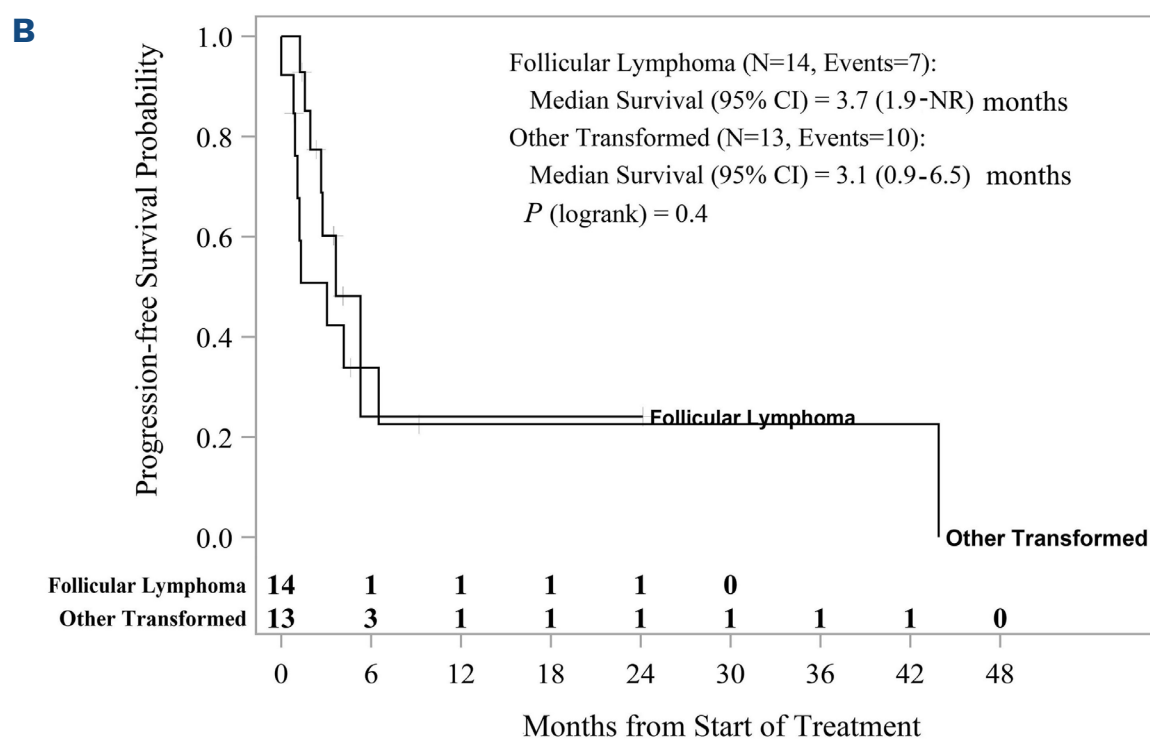 B
Progression-free Survival Probability
1.0
0.8
0.6
0.4
0.2
0.0
Follicular Lymphoma (N=14, Events=7):
Median Survival (95% CI) = 3.7 (1.9-NR) months
Other Transformed (N=13, Events=10):
Median Survival (95% CI) = 3.1 (0.9-6.5) months
P (logrank) = 0.4
Follicular Lymphoma
Other Transformed
Follicular Lymphoma 14 1 1 1 1 0
Other Transformed 13 3 1 1 1 1 1 1 0
0 6 12 18 24 30 36 42 48
Months from Start of Treatment